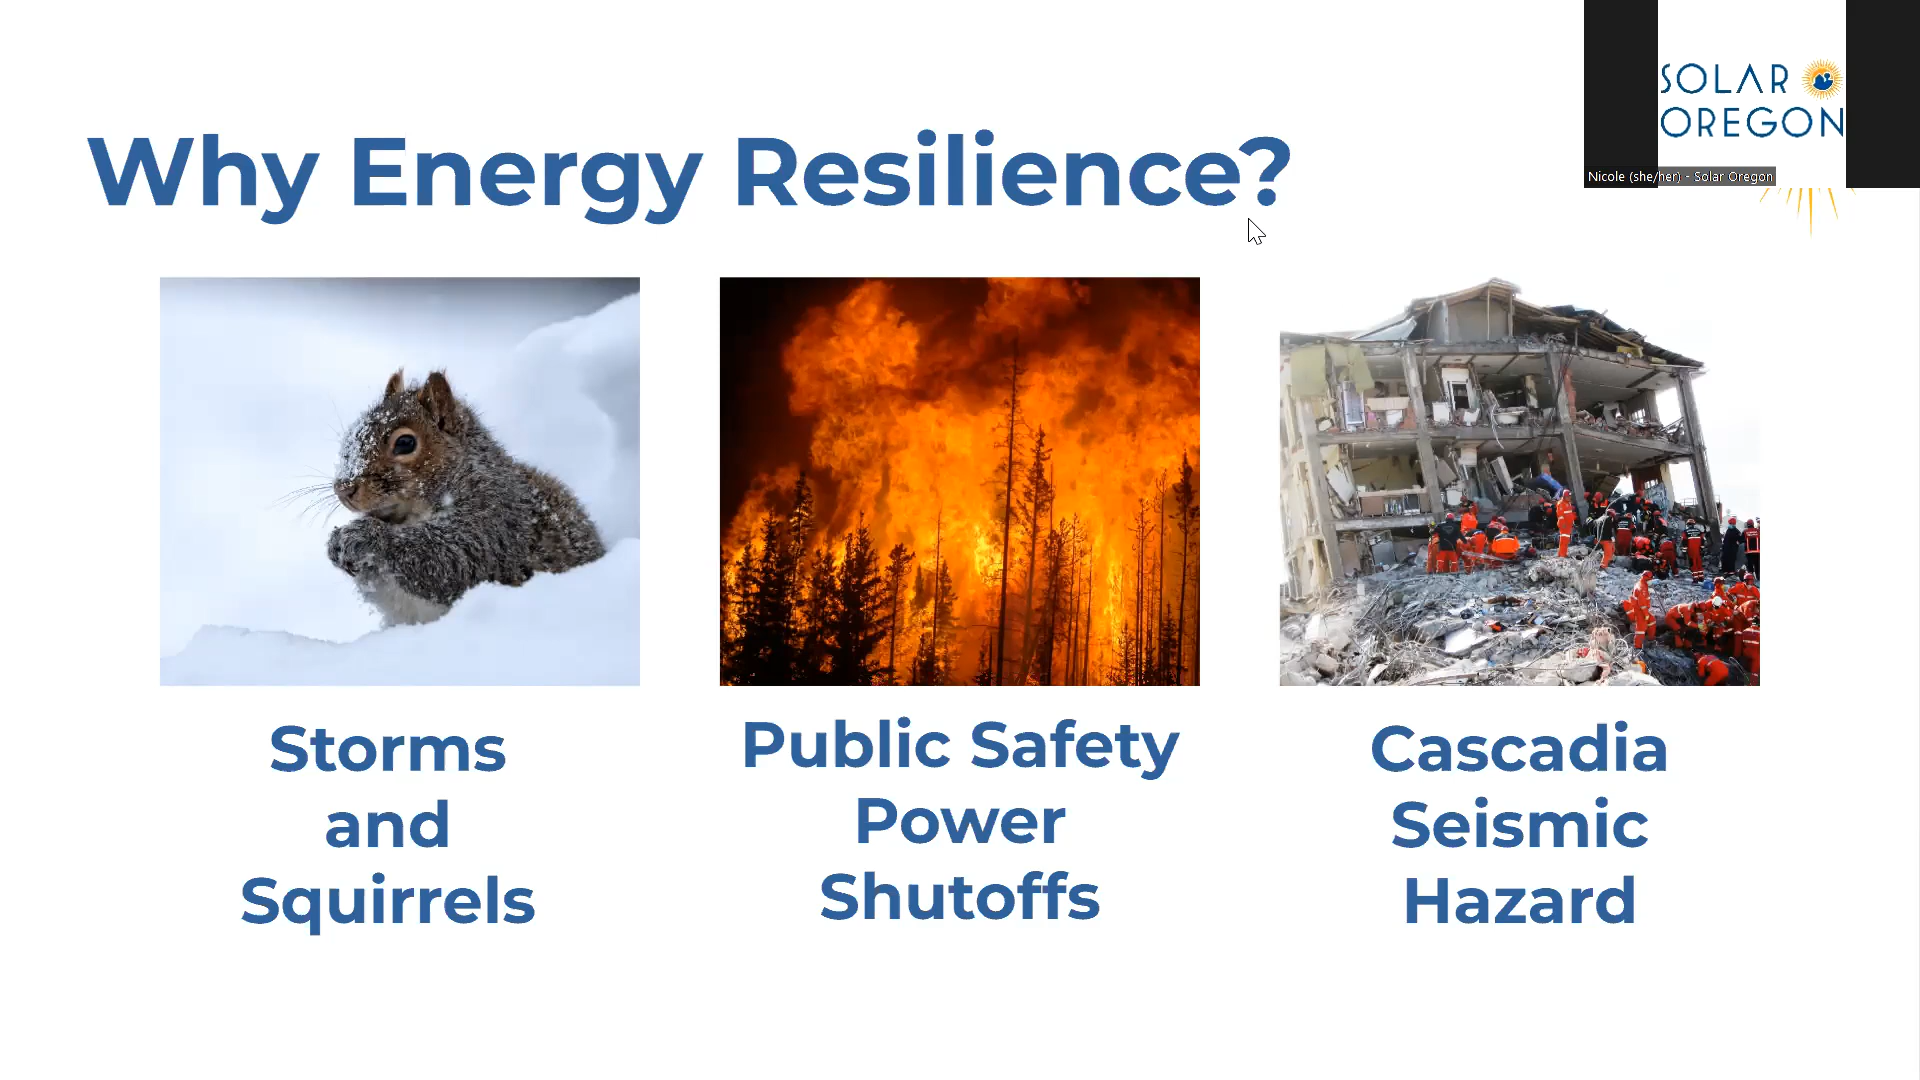 SOLAR
OREGON
Nicole (she/her) - Solar Oregon
Why Energy Resilience?
Storms
and
Squirrels
Public Safety
Power
Shutoffs
Cascadia
Seismic
Hazard